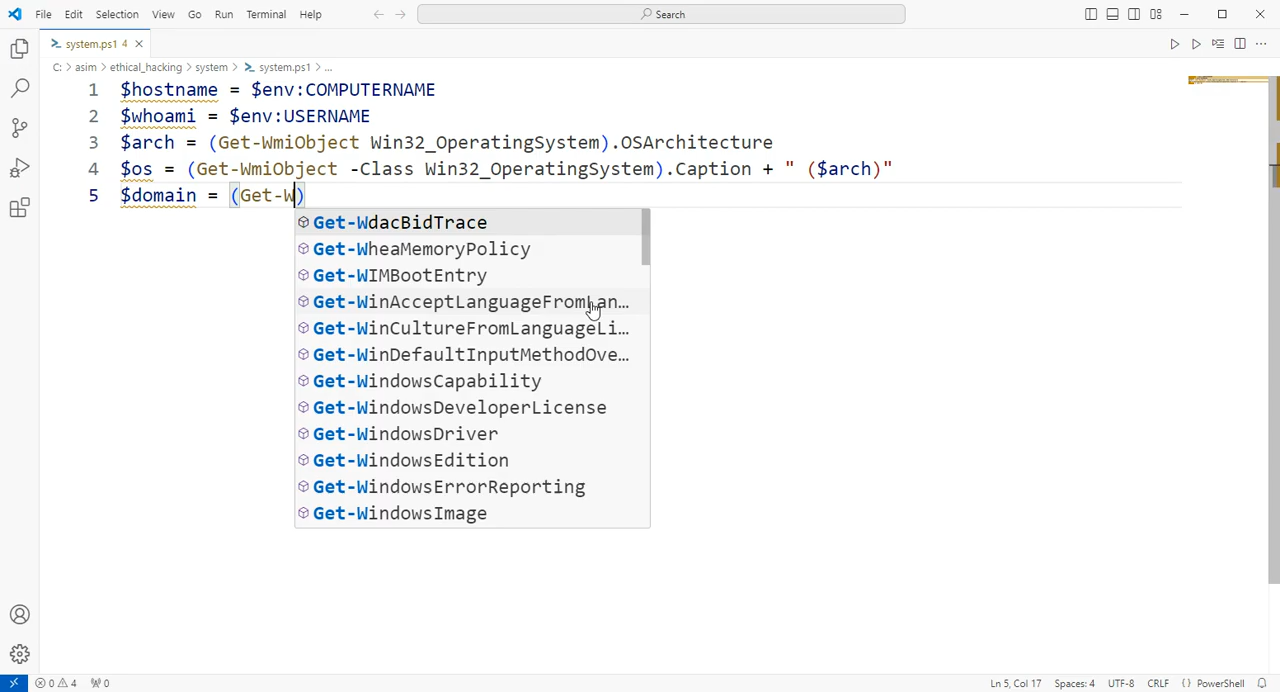 File Edit Selection View Go Run Terminal Help
Search
system.ps1 4
C: > asim > ethical_hacking > system > system.ps1 > ...
1 $hostname = $env:COMPUTERNAME
2 $whoami = $env:USERNAME
3 $arch = (Get-WmiObject Win32_OperatingSystem).OSArchitecture
4 $os = (Get-WmiObject -Class Win32_OperatingSystem).Caption + " ($arch)"
5 $domain = (Get-W)
Get-WdacBidTrace
Get-WheaMemoryPolicy
Get-WIMBootEntry
Get-WinAcceptLanguageFromLan...
Get-WinCultureFromLanguageLi...
Get-WinDefaultInputMethodOve...
Get-WindowsCapability
Get-WindowsDeveloperLicense
Get-WindowsDriver
Get-WindowsEdition
Get-WindowsErrorReporting
Get-WindowsImage
0 4 0 Ln 5, Col 17 Spaces: 4 UTF-8 CRLF {} PowerShell